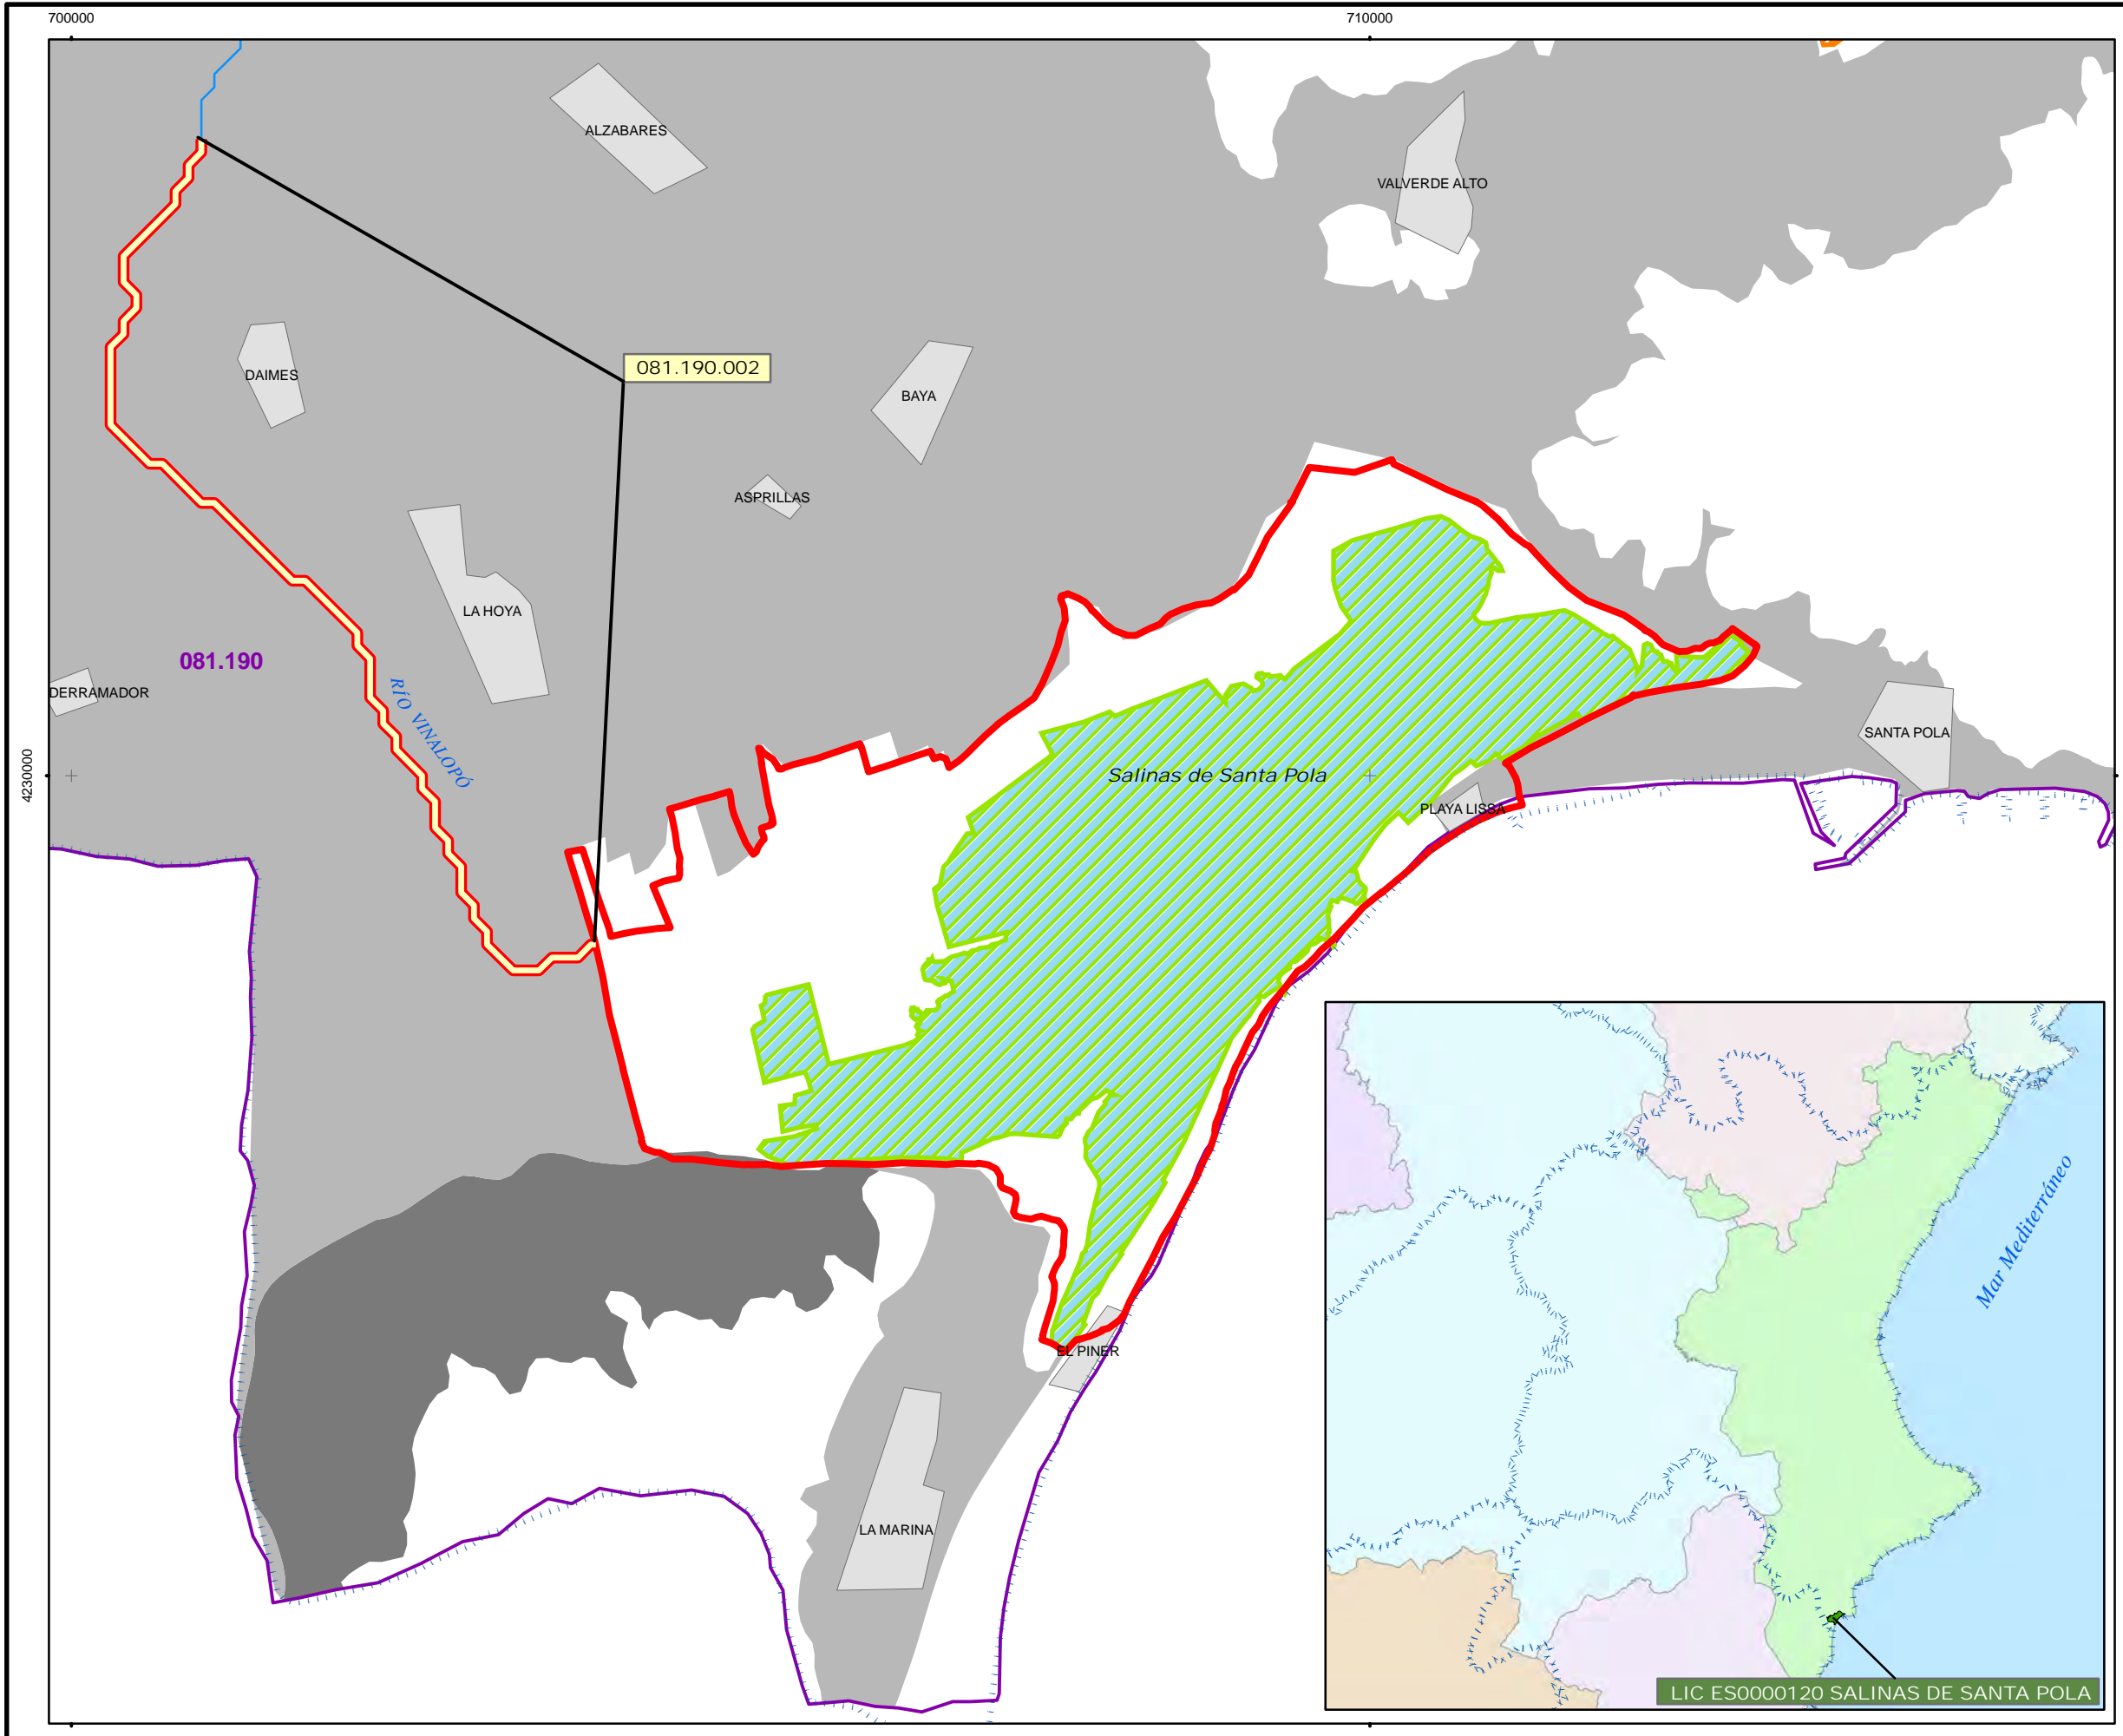 700000
710000
ALZABARES
VALVERDE ALTO
081.190.002
DAIMES
BAYA
ASPRILLAS
LA HOYA
081.190
DERRAMADOR
RÍO VINALOPÓ
SANTA POLA
4230000
Salinas de Santa Pola
PLAYA LISSA
Mar Mediterráneo
EL PINER
LA MARINA
LIC ES0000120 SALINAS DE SANTA POLA